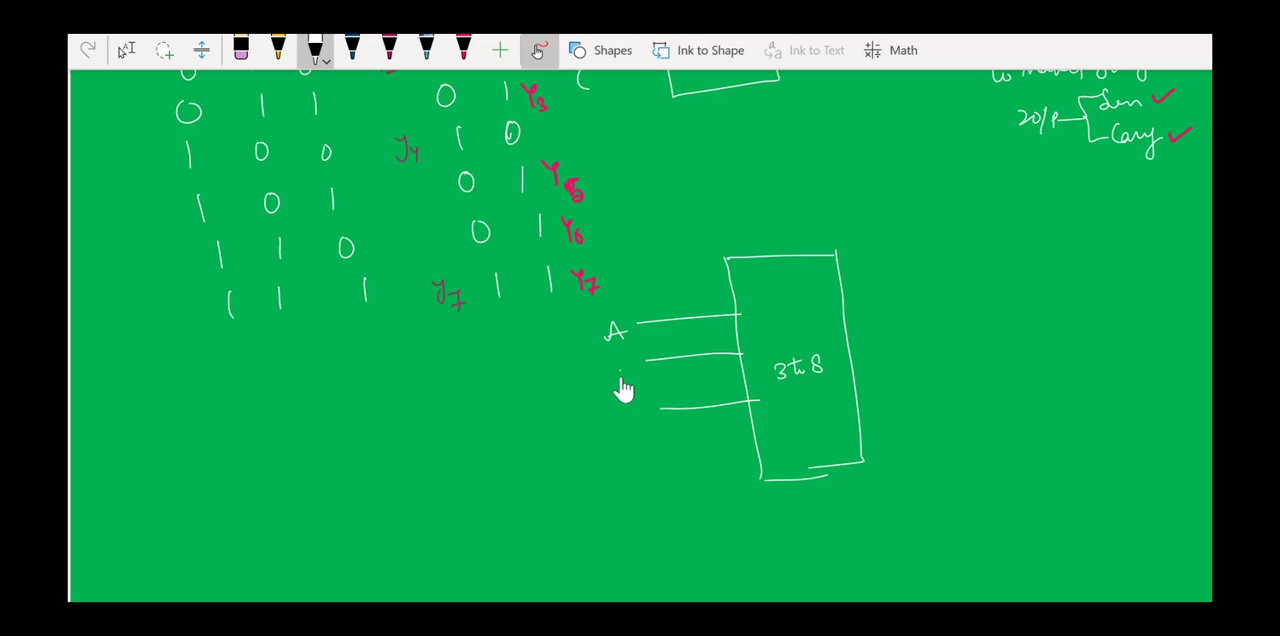 Shapes Ink to Shape Ink to Text Math
0 1 1 0 1 Y3
1 0 0 Y4 1 0
1 0 1 0 1 Y5
1 1 0 0 1 Y6
1 1 1 Y7 1 1 Y7
2 O/P Sum ✓
Carry ✓
A
3 to 8